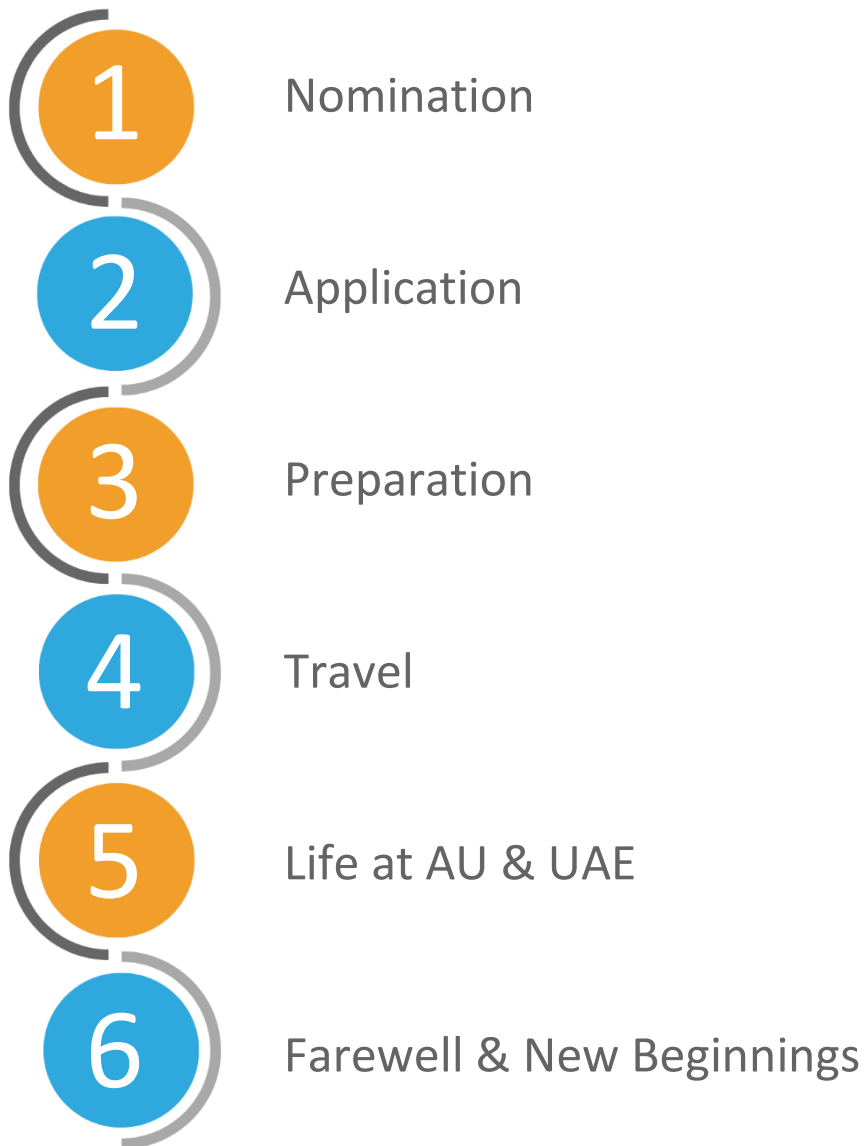 1 Nomination
2 Application
3 Preparation
4 Travel
5 Life at AU & UAE
6 Farewell & New Beginnings